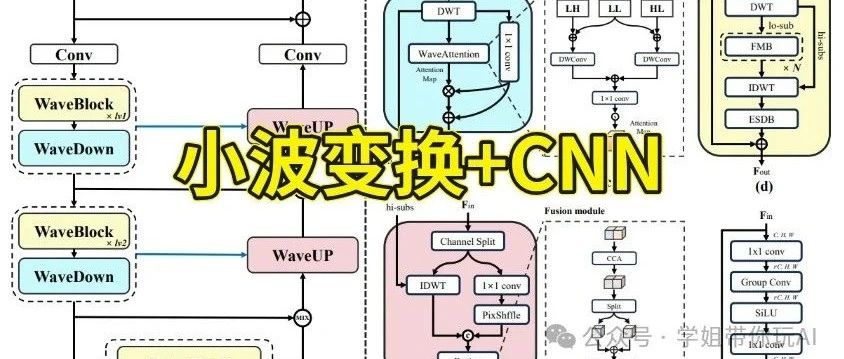 Conv
WaveBlock
× lv1
WaveDown
WaveBlock
× lv2
WaveDown
Conv
WaveUP
WaveUP
MIX
DWT
WaveAttention
1×1 conv
Attention
Map
LH
LL
HL
DWConv
DWConv
1×1 conv
Attention
Map
DWT
lo-sub
hi-subs
FMB
× N
IDWT
ESDB
Fout
(d)
小波变换+CNN
hi-subs
Fin
Channel Split
IDWT
1×1 conv
PixShffle
c
Fusion module
CCA
Split
Fin
C, H, W
1x1 conv
rC, H, W
Group Conv
rC, H, W
SiLU
rC, H, W
1x1 conv
公众号 · 学姐带你玩AI